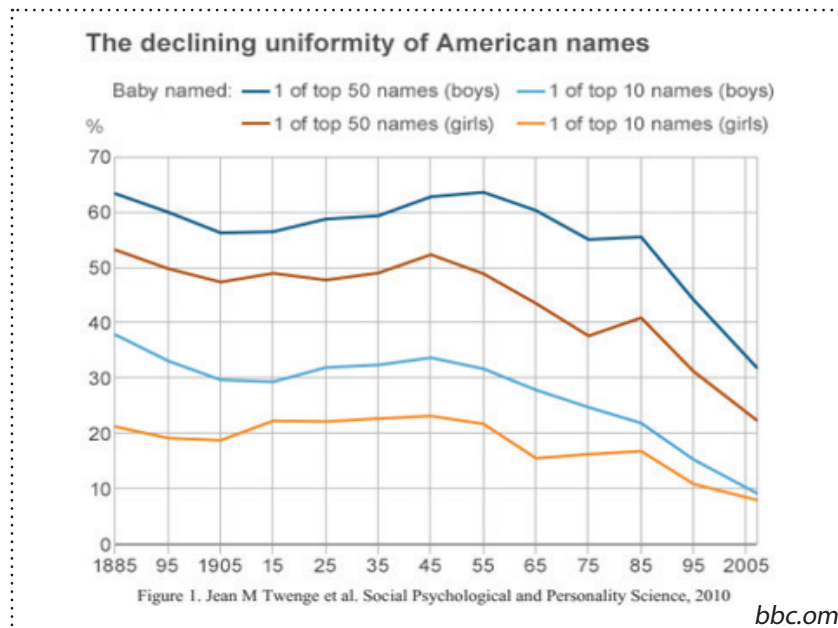 The declining uniformity of American names
Baby named: 1 of top 50 names (boys) 1 of top 10 names (boys)
1 of top 50 names (girls) 1 of top 10 names (girls)
%
70
60
50
40
30
20
10
0
1885 95 1905 15 25 35 45 55 65 75 85 95 2005
Figure 1. Jean M Twenge et al. Social Psychological and Personality Science, 2010
bbc.om